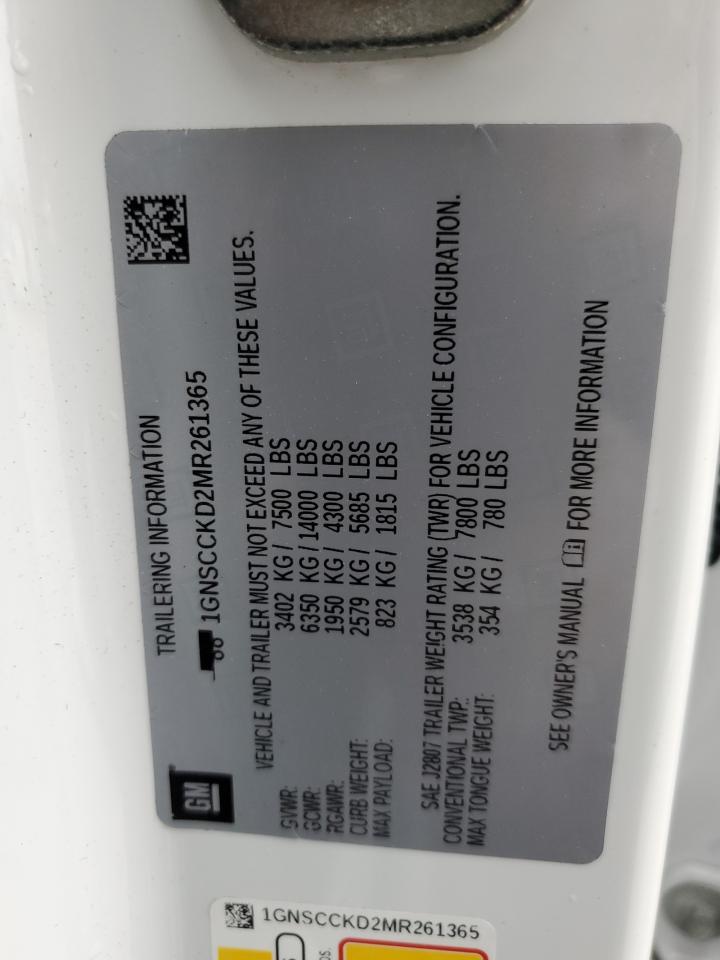 TRAILERING INFORMATION
GM
1GNSCCKD2MR261365
VEHICLE AND TRAILER MUST NOT EXCEED ANY OF THESE VALUES.
GVWR: 3402 KG / 7500 LBS
GCWR: 6350 KG / 14000 LBS
RGAWR: 1950 KG / 4300 LBS
CURB WEIGHT: 2579 KG / 5685 LBS
MAX PAYLOAD: 823 KG / 1815 LBS
SAE J2807 TRAILER WEIGHT RATING (TWR) FOR VEHICLE CONFIGURATION.
CONVENTIONAL TWP.: 3538 KG / 7800 LBS
MAX TONGUE WEIGHT: 354 KG / 780 LBS
SEE OWNER'S MANUAL FOR MORE INFORMATION
1GNSCCKD2MR261365